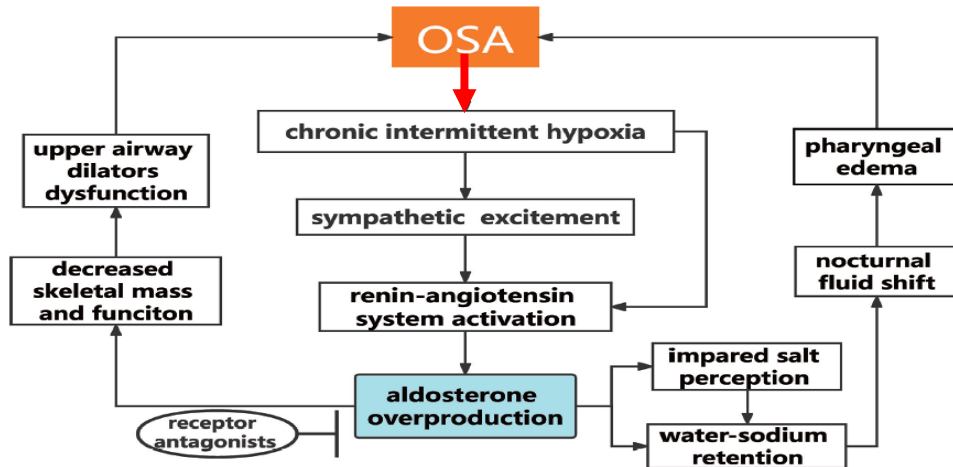 OSA
chronic intermittent hypoxia
upper airway
dilators
dysfunction
pharyngeal
edema
sympathetic excitement
decreased
skeletal mass
and funciton
renin-angiotensin
system activation
nocturnal
fluid shift
impared salt
perception
aldosterone
overproduction
receptor
antagonists
water-sodium
retention